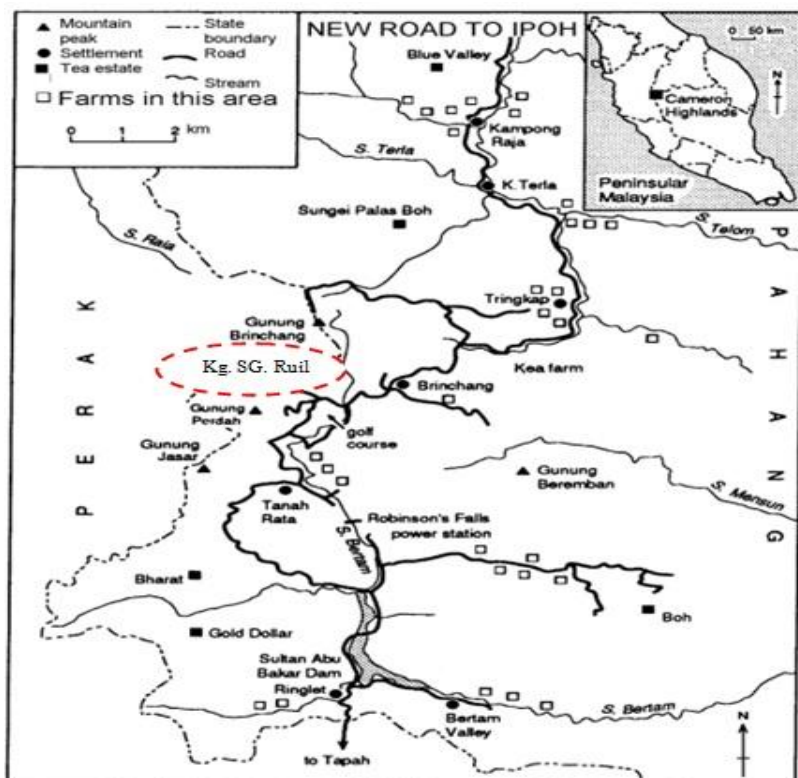 Mountain peak
State boundary
Settlement
Road
Tea estate
Stream
Farms in this area
0 1 2
km
NEW ROAD TO IPOH
0 50 km
N
Cameron Highlands
Peninsular Malaysia
Blue Valley
Kampong Raja
S. Terla
K. Terla
Sungei Palas Boh
S. Telom
S. Raia
Tringkap
Gunung Brinchang
PERAK
PAHANG
Kg. SG. Ruil
Kea farm
Brinchang
Gunung Perdah
golf course
Gunung Jasar
Gunung Beremban
S. Mensun
Tanah Rata
Robinson's Falls power station
S. Bertam
Bharat
Boh
Gold Dollar
Sultan Abu Bakar Dam
Ringlet
S. Bertam
Bertam Valley
N
to Tapah